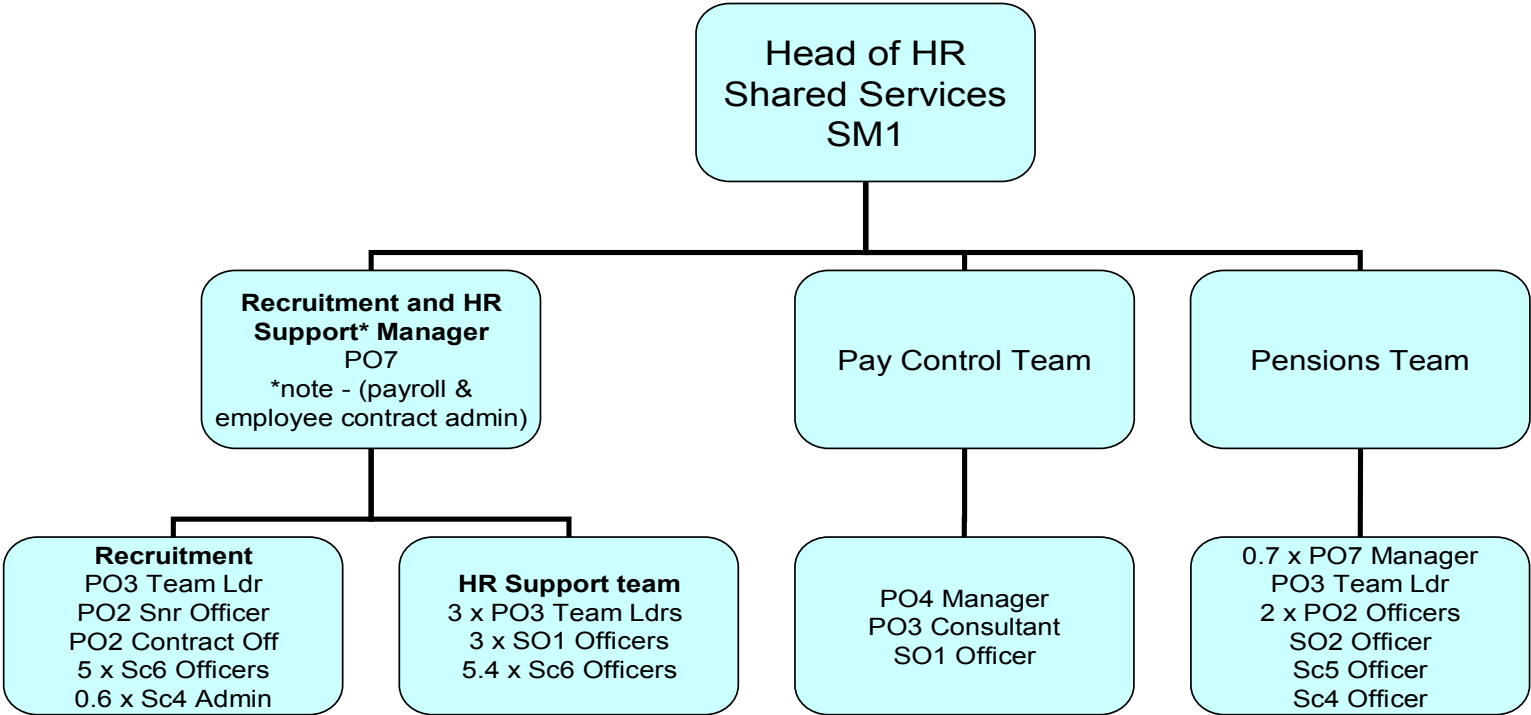 Head of HR
Shared Services
SM1
Recruitment and HR
Support* Manager
PO7
*note - (payroll &
employee contract admin)
Pay Control Team
Pensions Team
Recruitment
PO3 Team Ldr
PO2 Snr Officer
PO2 Contract Off
5 x Sc6 Officers
0.6 x Sc4 Admin
HR Support team
3 x PO3 Team Ldrs
3 x SO1 Officers
5.4 x Sc6 Officers
PO4 Manager
PO3 Consultant
SO1 Officer
0.7 x PO7 Manager
PO3 Team Ldr
2 x PO2 Officers
SO2 Officer
Sc5 Officer
Sc4 Officer